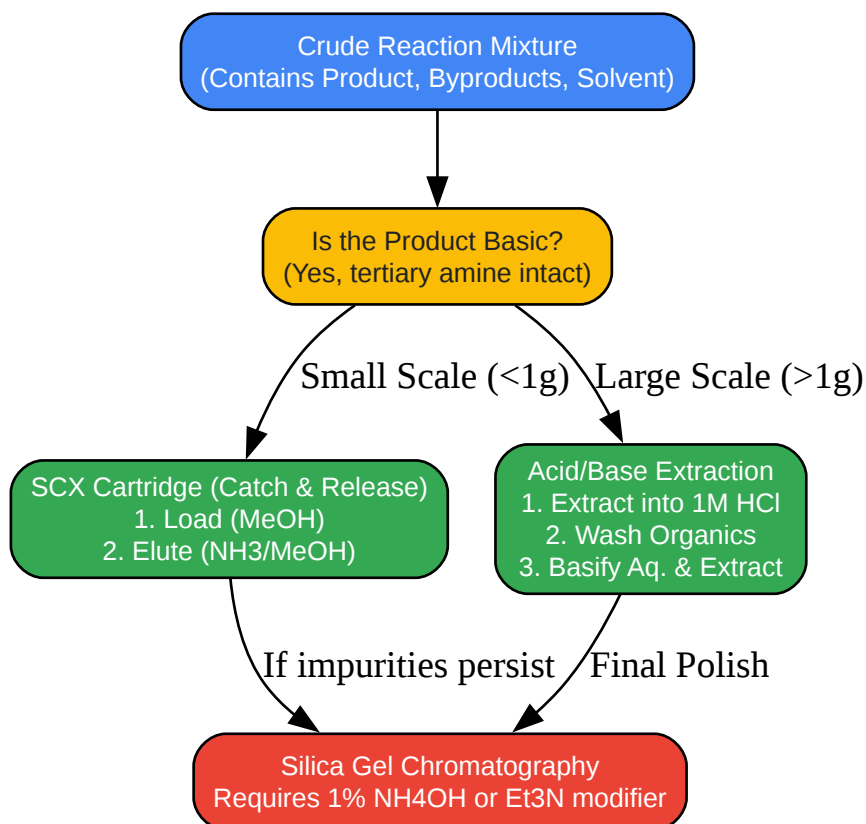 Crude Reaction Mixture
(Contains Product, Byproducts, Solvent)
Is the Product Basic?
(Yes, tertiary amine intact)
Small Scale (<1g)
Large Scale (>1g)
SCX Cartridge (Catch & Release)
1. Load (MeOH)
2. Elute (NH3/MeOH)
Acid/Base Extraction
1. Extract into 1M HCl
2. Wash Organics
3. Basify Aq. & Extract
If impurities persist
Final Polish
Silica Gel Chromatography
Requires 1% NH4OH or Et3N modifier